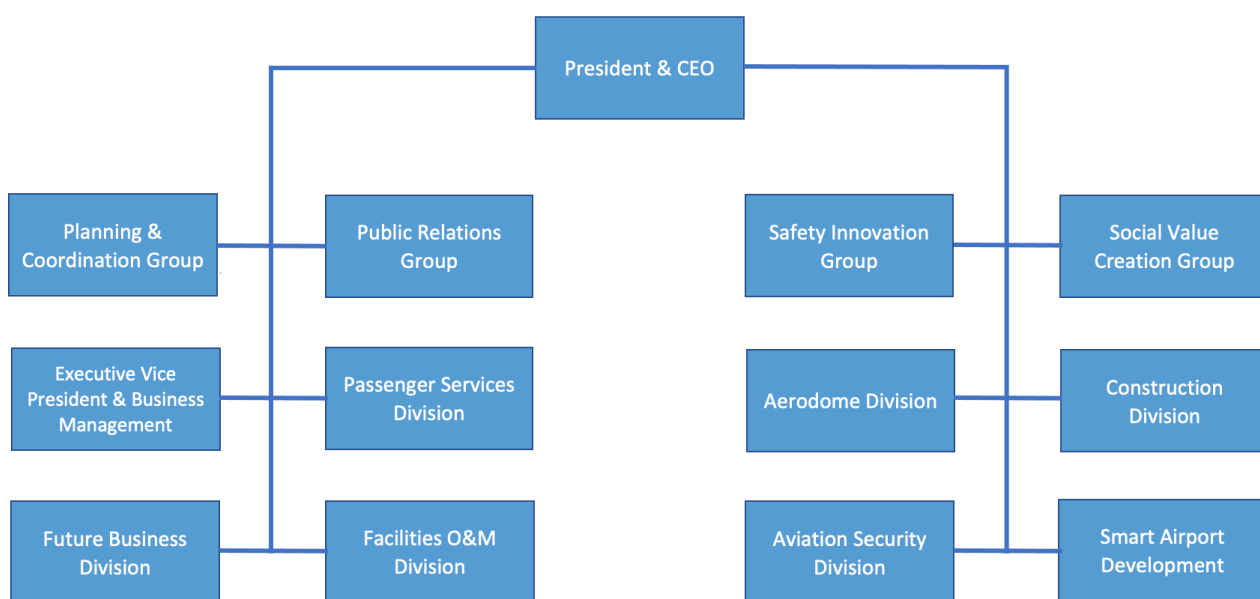 President & CEO
Planning &
Coordination Group
Public Relations
Group
Safety Innovation
Group
Social Value
Creation Group
Executive Vice
President & Business
Management
Passenger Services
Division
Aerodome Division
Construction
Division
Future Business
Division
Facilities O&M
Division
Aviation Security
Division
Smart Airport
Development